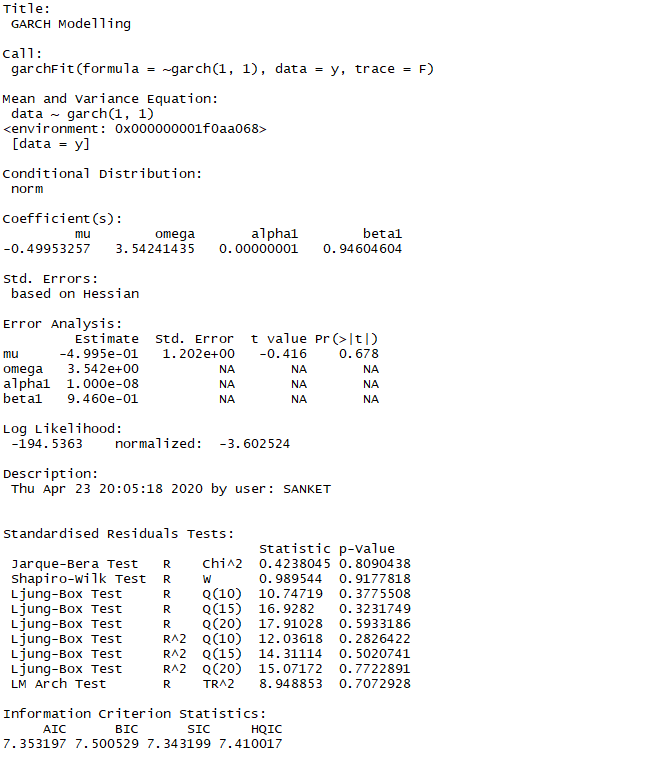 Title:
 GARCH Modelling
Call:
 garchFit(formula = ~garch(1, 1), data = y, trace = F)
Mean and Variance Equation:
 data ~ garch(1, 1)
<environment: 0x000000001f0aa068>
 [data = y]
Conditional Distribution:
 norm
Coefficient(s):
         mu        omega       alpha1        beta1
-0.49953257   3.54241435   0.00000001   0.94604604
Std. Errors:
 based on Hessian
Error Analysis:
         Estimate  Std. Error  t value Pr(>|t|)
mu     -4.995e-01   1.202e+00   -0.416    0.678
omega   3.542e+00          NA       NA       NA
alpha1  1.000e-08          NA       NA       NA
beta1   9.460e-01          NA       NA       NA
Log Likelihood:
 -194.5363    normalized:  -3.602524
Description:
 Thu Apr 23 20:05:18 2020 by user: SANKET
Standardised Residuals Tests:
                                Statistic p-Value
 Jarque-Bera Test   R    Chi^2  0.4238045 0.8090438
 Shapiro-Wilk Test  R    W      0.989544  0.9177818
 Ljung-Box Test     R    Q(10)  10.74719  0.3775508
 Ljung-Box Test     R    Q(15)  16.9282   0.3231749
 Ljung-Box Test     R    Q(20)  17.91028  0.5933186
 Ljung-Box Test     R^2  Q(10)  12.03618  0.2826422
 Ljung-Box Test     R^2  Q(15)  14.31114  0.5020741
 Ljung-Box Test     R^2  Q(20)  15.07172  0.7722891
 LM Arch Test       R    TR^2   8.948853  0.7072928
Information Criterion Statistics:
     AIC      BIC      SIC     HQIC
7.353197 7.500529 7.343199 7.410017